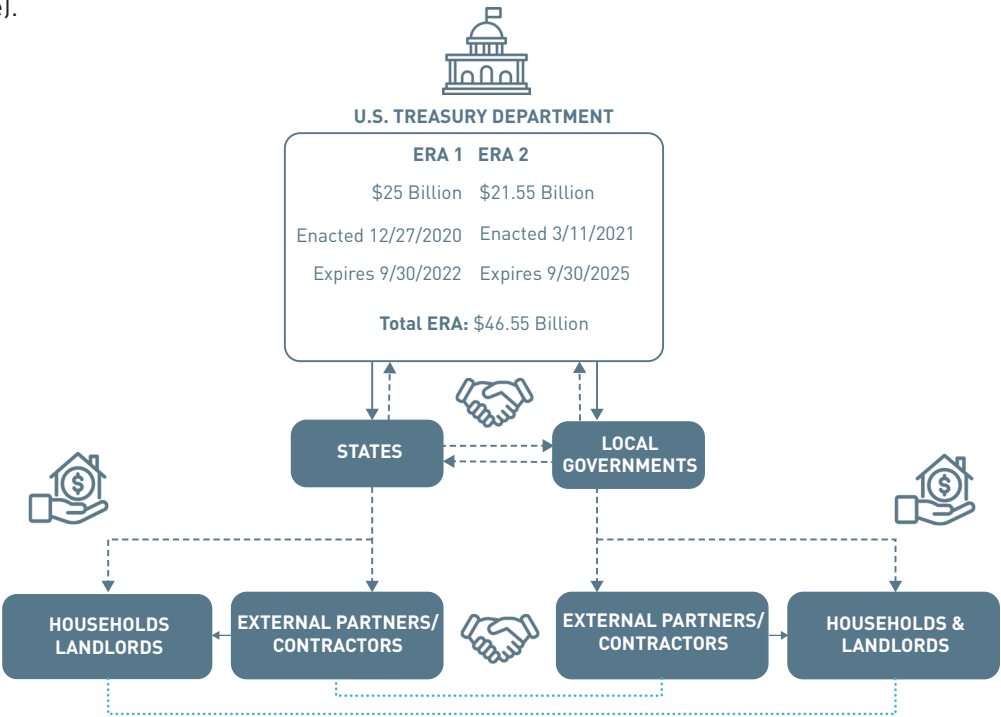 e).
U.S. TREASURY DEPARTMENT
ERA 1 ERA 2
$25 Billion $21.55 Billion
Enacted 12/27/2020 Enacted 3/11/2021
Expires 9/30/2022 Expires 9/30/2025
Total ERA: $46.55 Billion
STATES
LOCAL
GOVERNMENTS
$
$
HOUSEHOLDS
LANDLORDS
EXTERNAL PARTNERS/
CONTRACTORS
EXTERNAL PARTNERS/
CONTRACTORS
HOUSEHOLDS &
LANDLORDS